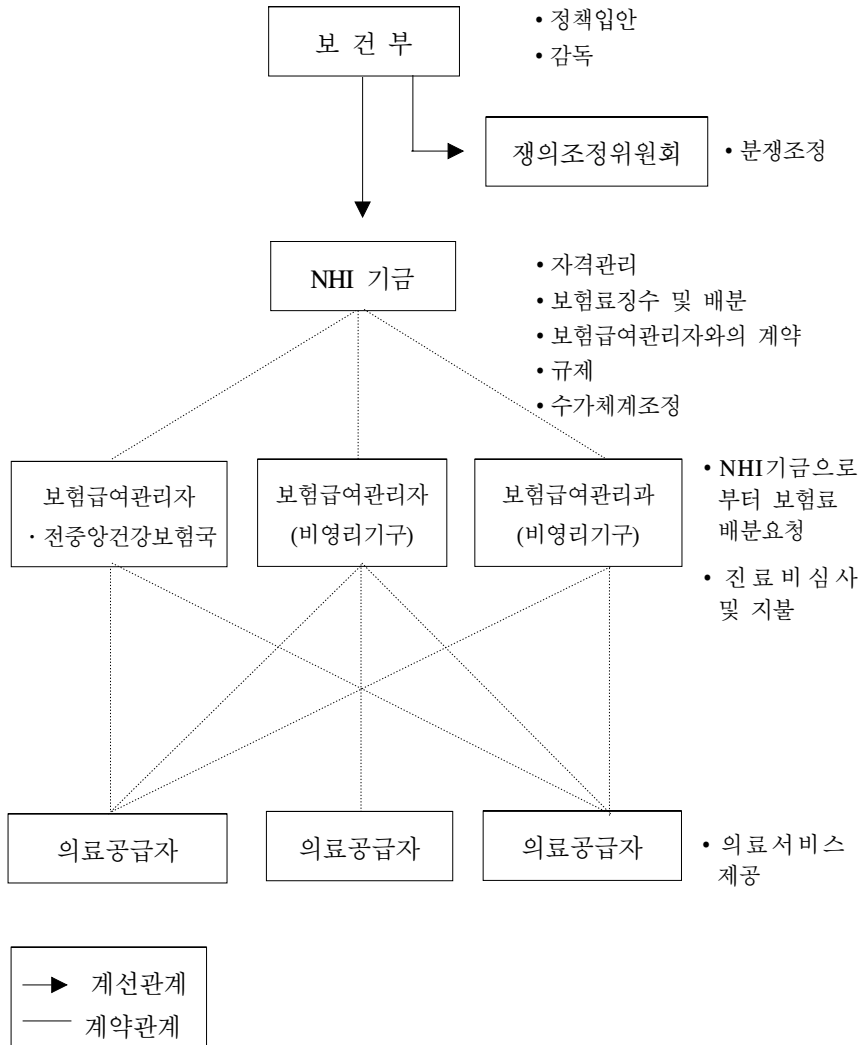 보 건 부
• 정책입안
• 감독
쟁의조정위원회
• 분쟁조정
NHI 기금
• 자격관리
• 보험료징수 및 배분
• 보험급여관리자와의 계약
• 규제
• 수가체계조정
보험급여관리자
· 전중앙건강보험국
보험급여관리자
(비영리기구)
보험급여관리과
(비영리기구)
• NHI기금으로
부터 보험료
배분요청
• 진료비심사
및 지불
의료공급자
의료공급자
의료공급자
• 의료서비스
제공
계선관계
계약관계